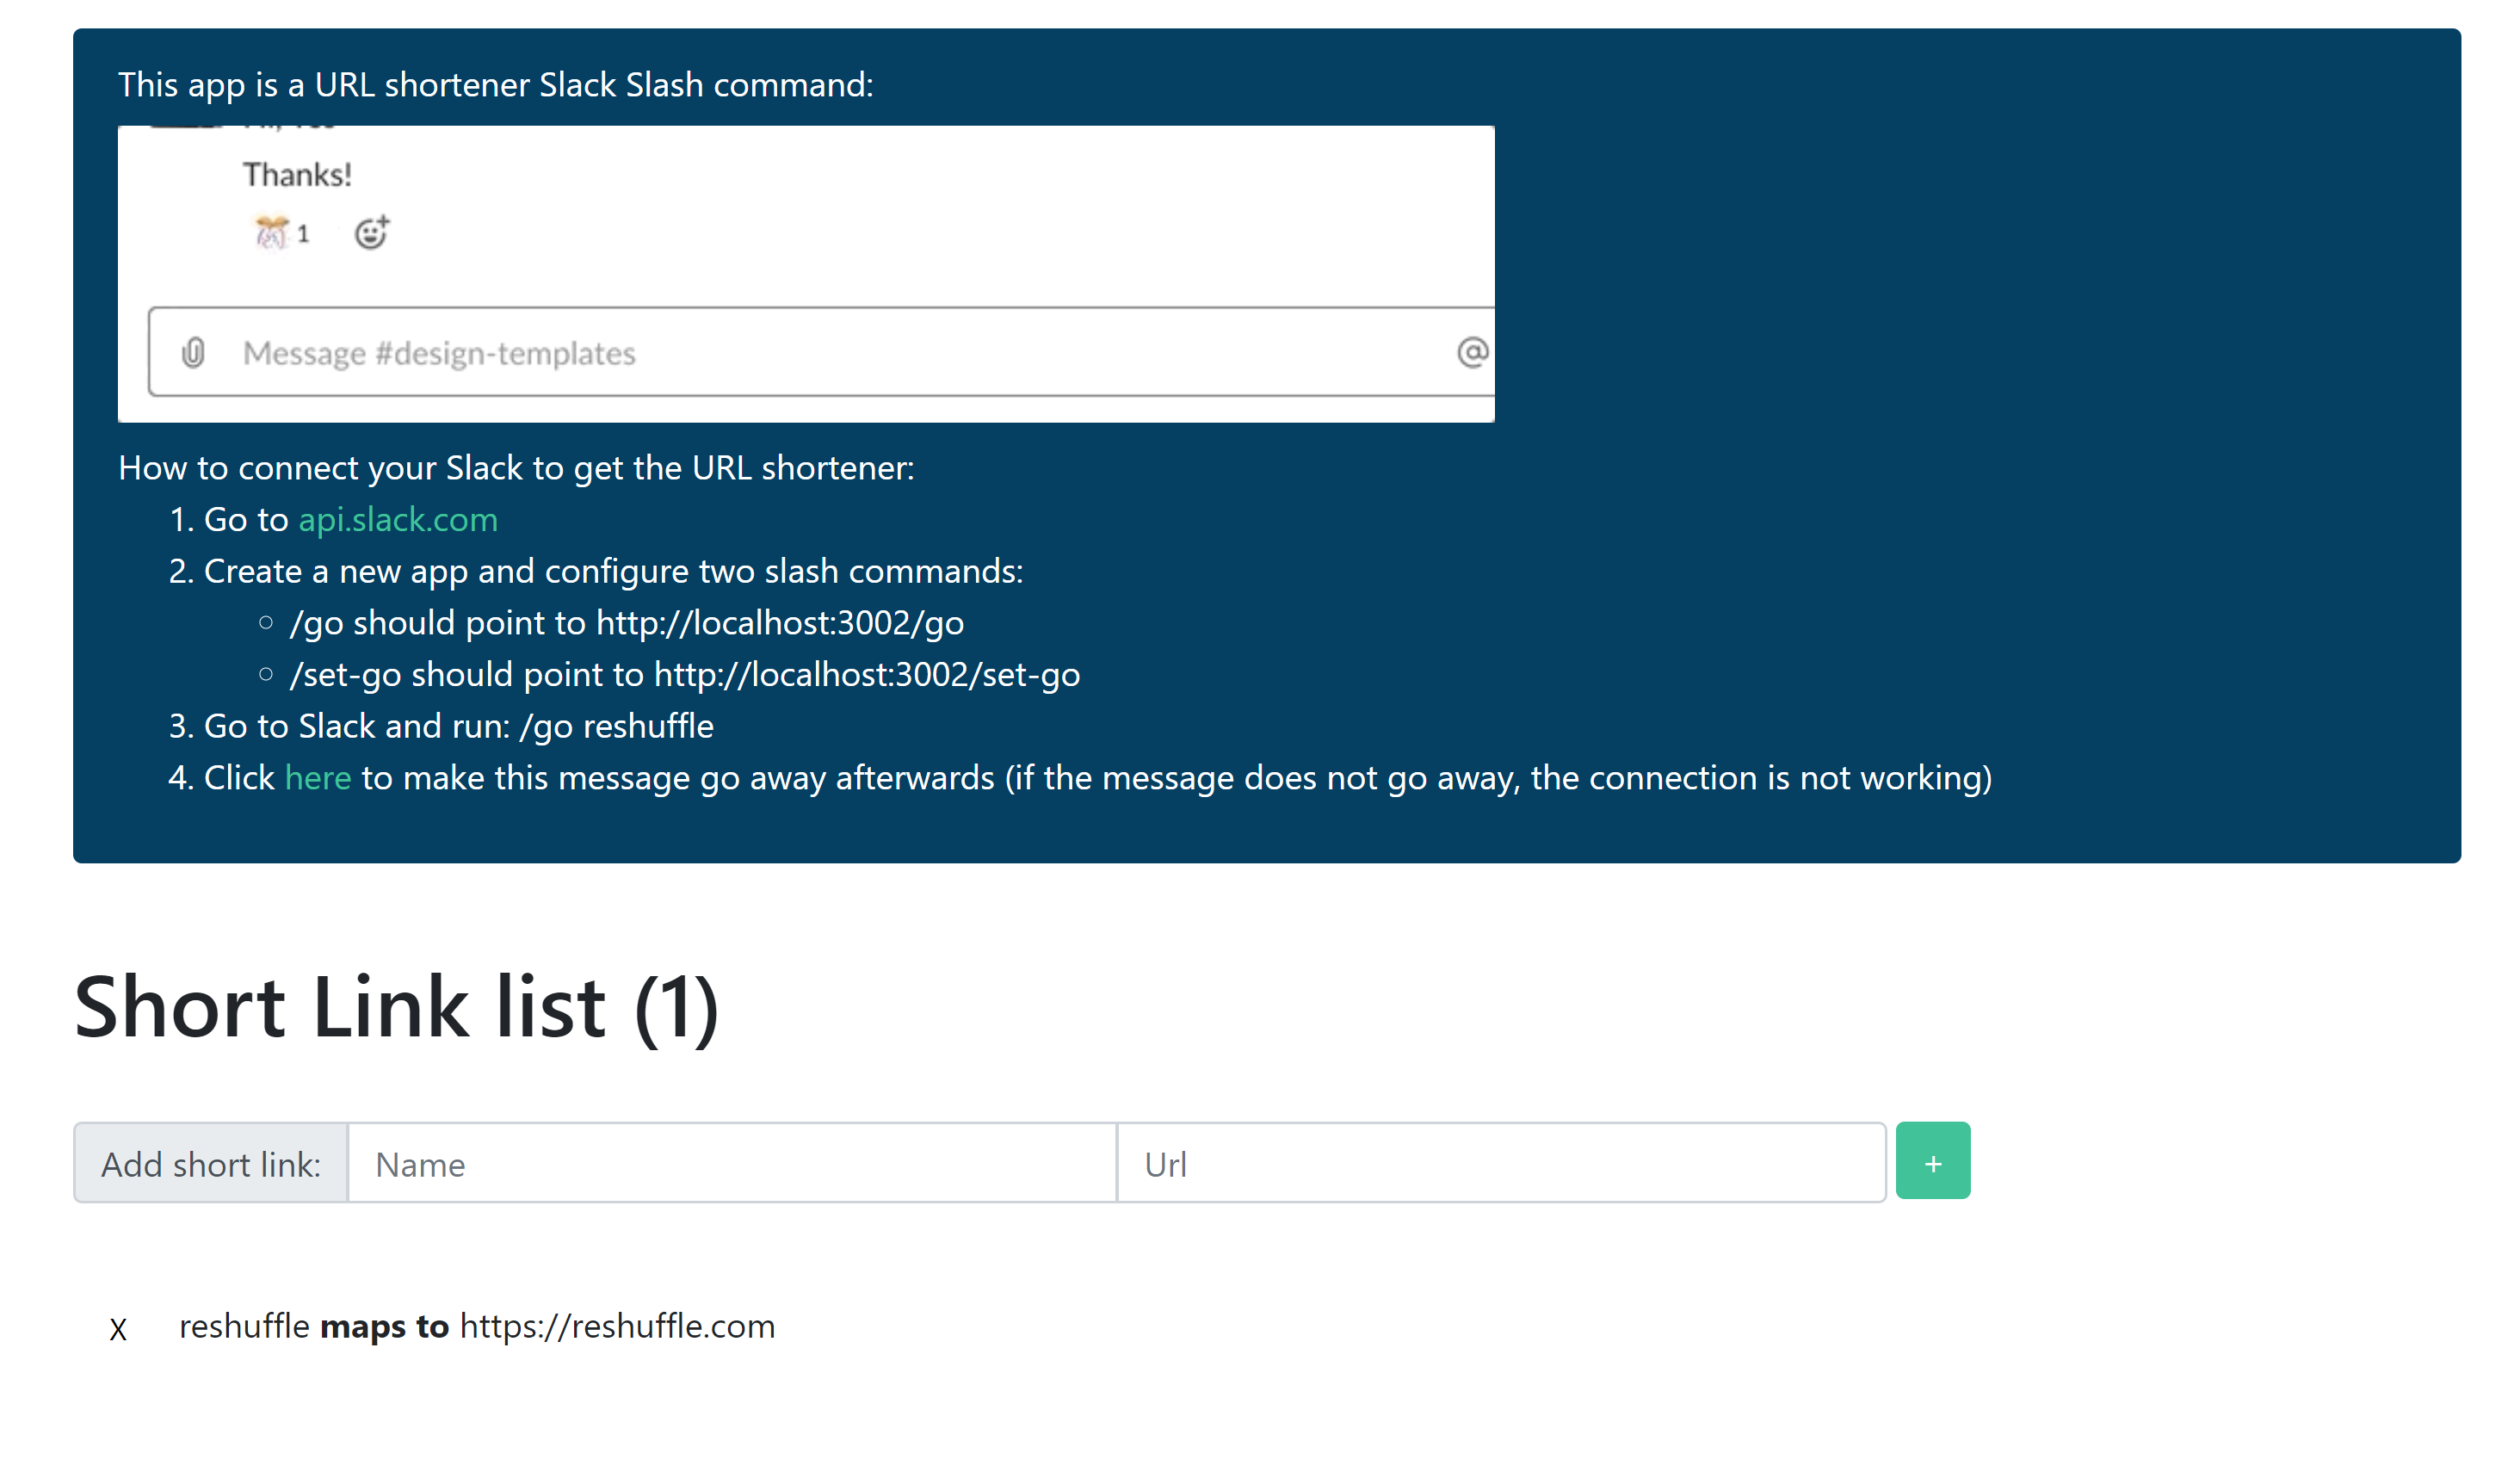 This app is a URL shortener Slack Slash command:
Thanks!
1
Message #design-templates
@
How to connect your Slack to get the URL shortener:
1. Go to api.slack.com
2. Create a new app and configure two slash commands:
/go should point to http://localhost:3002/go
/set-go should point to http://localhost:3002/set-go
3. Go to Slack and run: /go reshuffle
4. Click here to make this message go away afterwards (if the message does not go away, the connection is not working)
Short Link list (1)
Add short link: Name Url +
X reshuffle maps to https://reshuffle.com